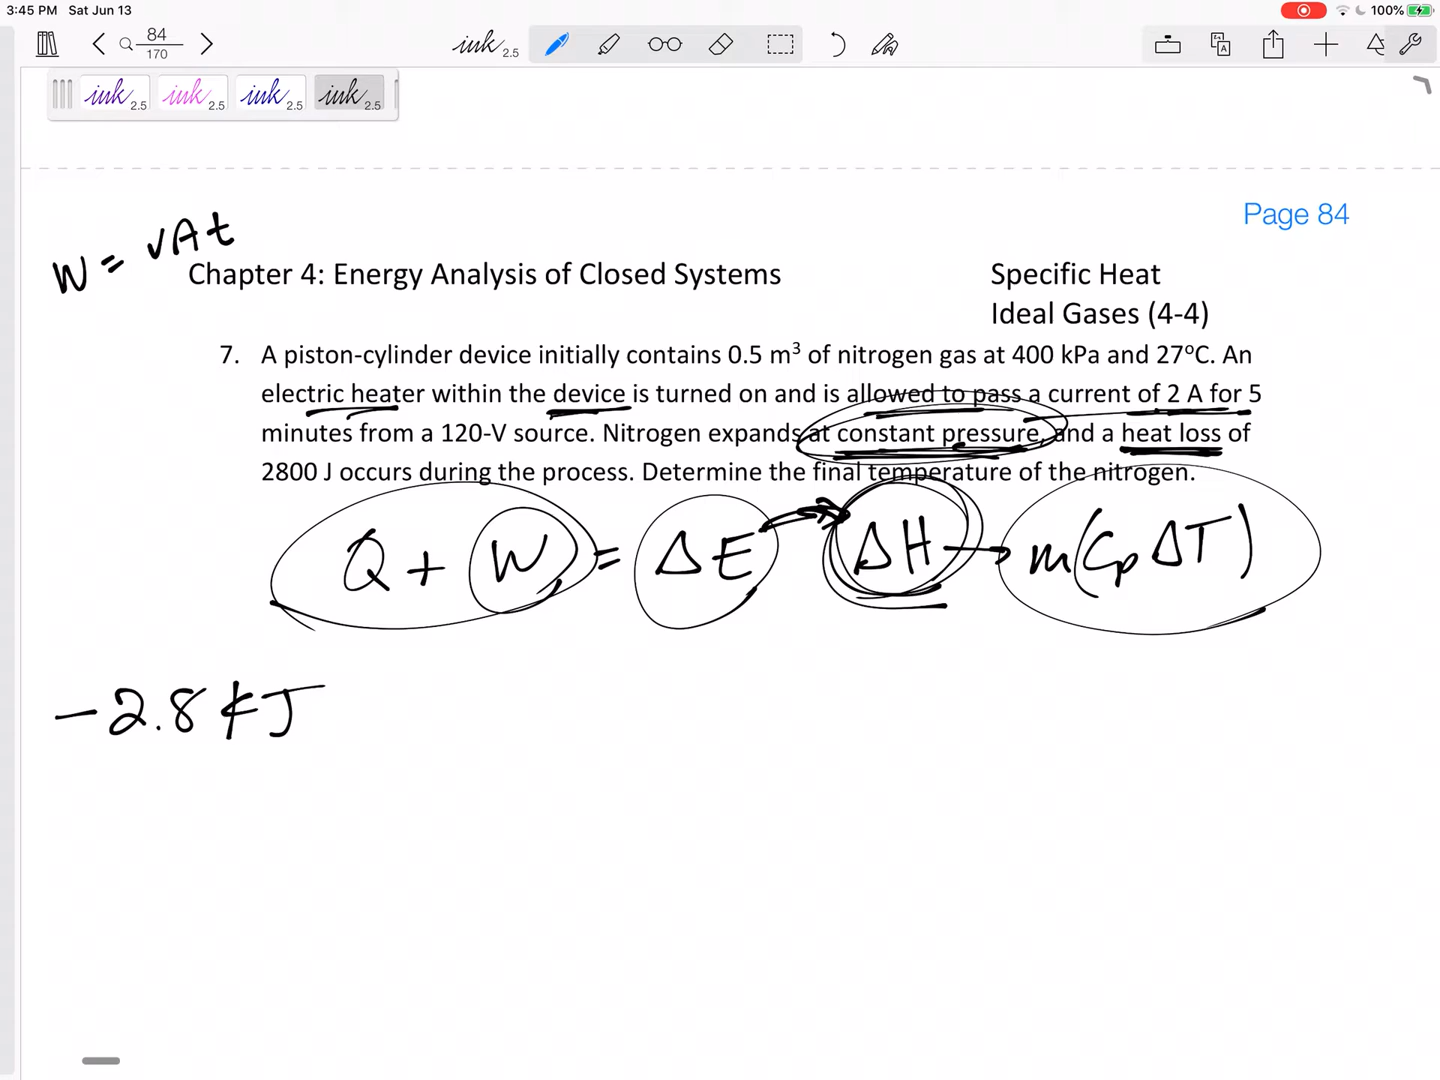 3:45 PM Sat Jun 13
100%
84
170
ink 2.5
ink 2.5 ink 2.5 ink 2.5 ink 2.5
Page 84
W = VAt
Chapter 4: Energy Analysis of Closed Systems
Specific Heat
Ideal Gases (4-4)
7. A piston-cylinder device initially contains 0.5 m³ of nitrogen gas at 400 kPa and 27ºC. An
electric heater within the device is turned on and is allowed to pass a current of 2 A for 5
minutes from a 120-V source. Nitrogen expands at constant pressure, and a heat loss of
2800 J occurs during the process. Determine the final temperature of the nitrogen.
Q + W = ΔE → ΔH → m(Cp ΔT)
-2.8 kJ